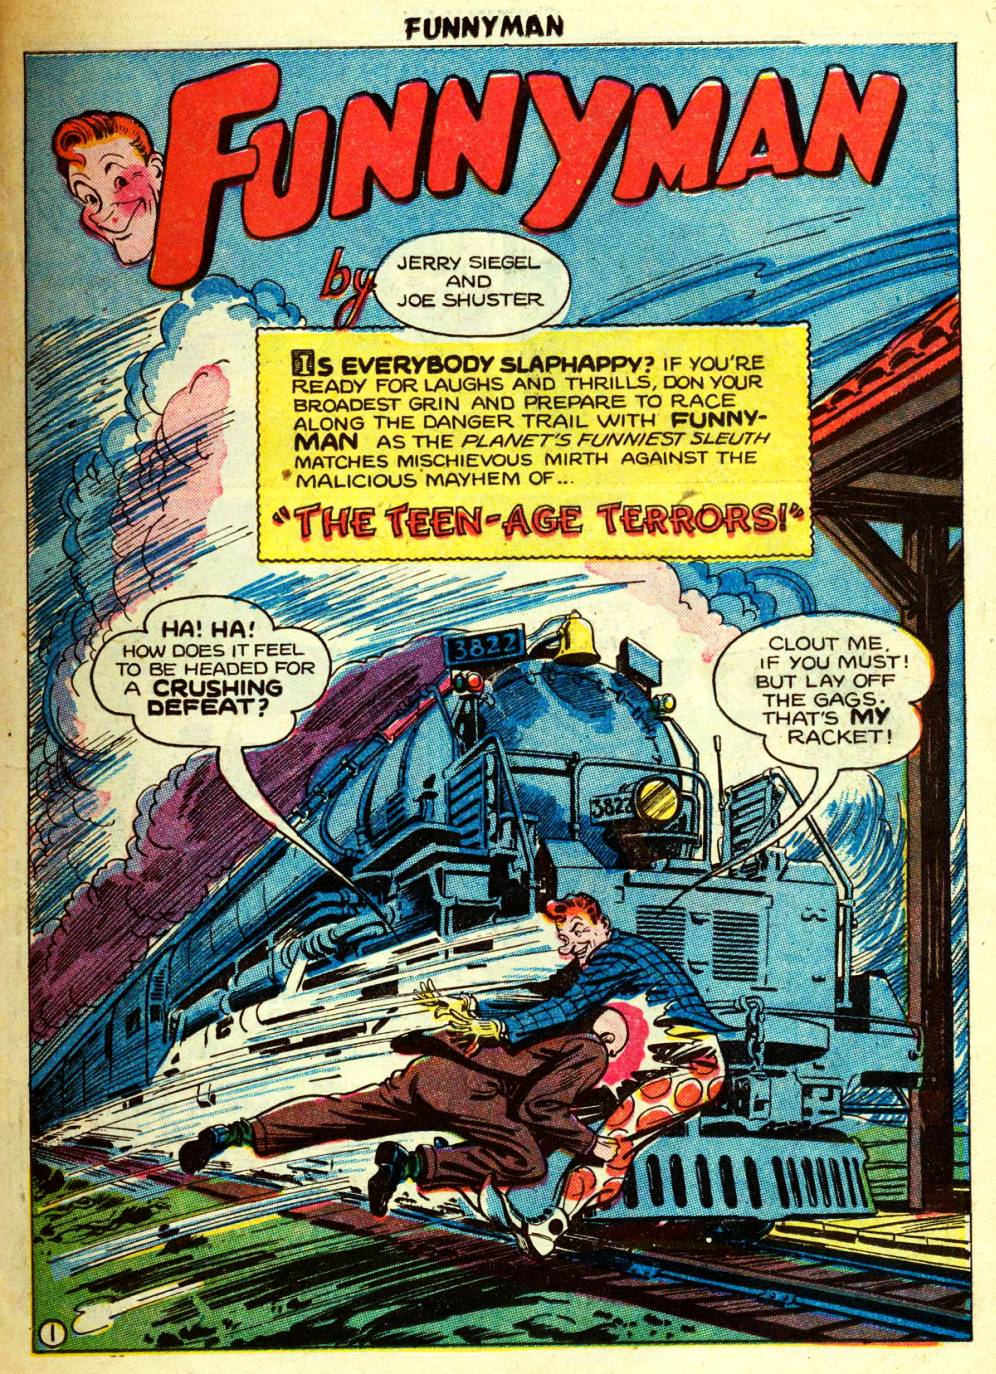 FUNNYMAN
FUNNYMAN
by
JERRY SIEGEL
AND
JOE SHUSTER
IS EVERYBODY SLAPHAPPY? IF YOU'RE
READY FOR LAUGHS AND THRILLS, DON YOUR
BROADEST GRIN AND PREPARE TO RACE
ALONG THE DANGER TRAIL WITH FUNNY-
MAN AS THE PLANET'S FUNNIEST SLEUTH
MATCHES MISCHIEVOUS MIRTH AGAINST THE
MALICIOUS MAYHEM OF...
"THE TEEN-AGE TERRORS!"
HA! HA!
HOW DOES IT FEEL
TO BE HEADED FOR
A CRUSHING
DEFEAT?
3822
CLOUT ME,
IF YOU MUST!
BUT LAY OFF
THE GAGS.
THAT'S MY
RACKET!
3822
1